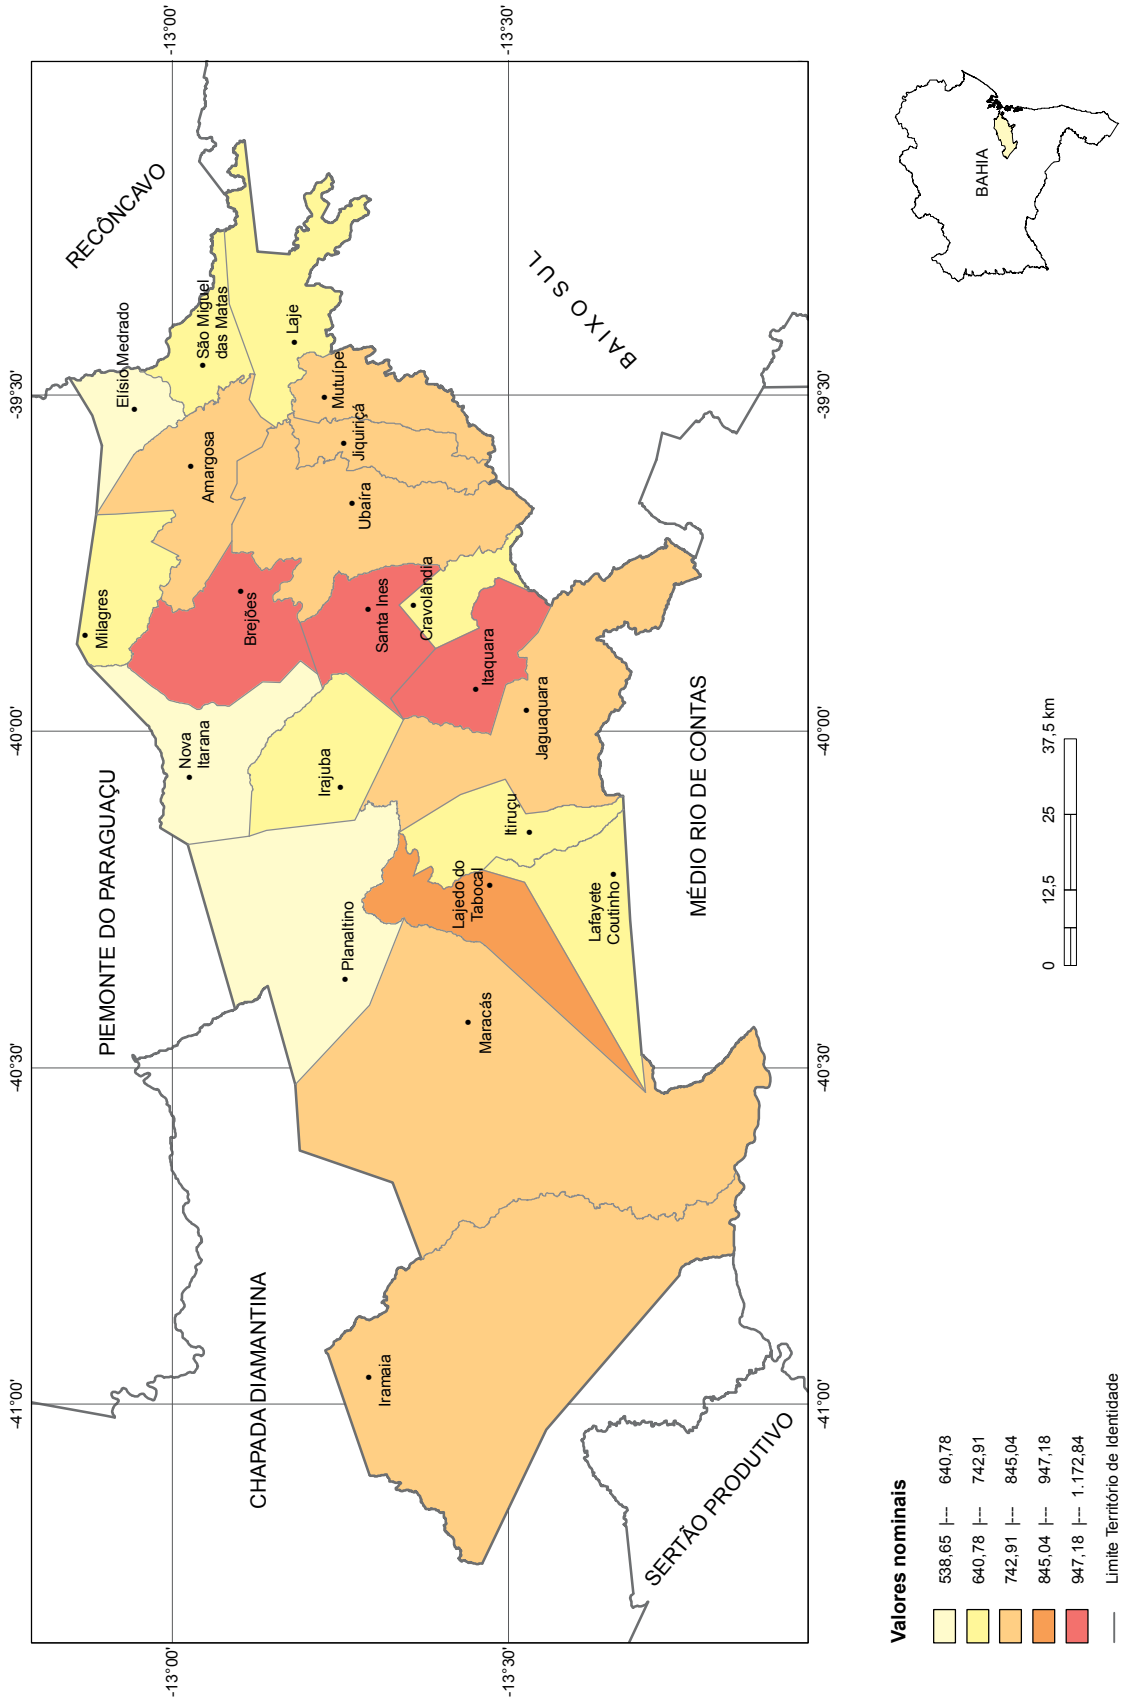 -41°00'
-40°30'
-40°00'
-39°30'
-13°00'
-13°00'
-13°30'
-13°30'
PIEMONTE DO PARAGUAÇU
RECÔNCAVO
CHAPADA DIAMANTINA
BAIXO SUL
MÉDIO RIO DE CONTAS
SERTÃO PRODUTIVO
Milagres
Elísio Medrado
São Miguel
das Matas
Amargosa
Nova
Itarana
Brejões
Laje
Mutuípe
Jiquiriçá
Ubaíra
Irajuba
Santa Ines
Cravolândia
Planaltino
Iramaia
Itaquara
Maracás
Lajedo do
Tabocal
Itiruçu
Jaguaquara
Lafayete
Coutinho
Valores nominais
538,65 |--- 640,78
640,78 |--- 742,91
742,91 |--- 845,04
845,04 |--- 947,18
947,18 |--- 1.172,84
Limite Território de Identidade
0 12,5 25 37,5 km
BAHIA